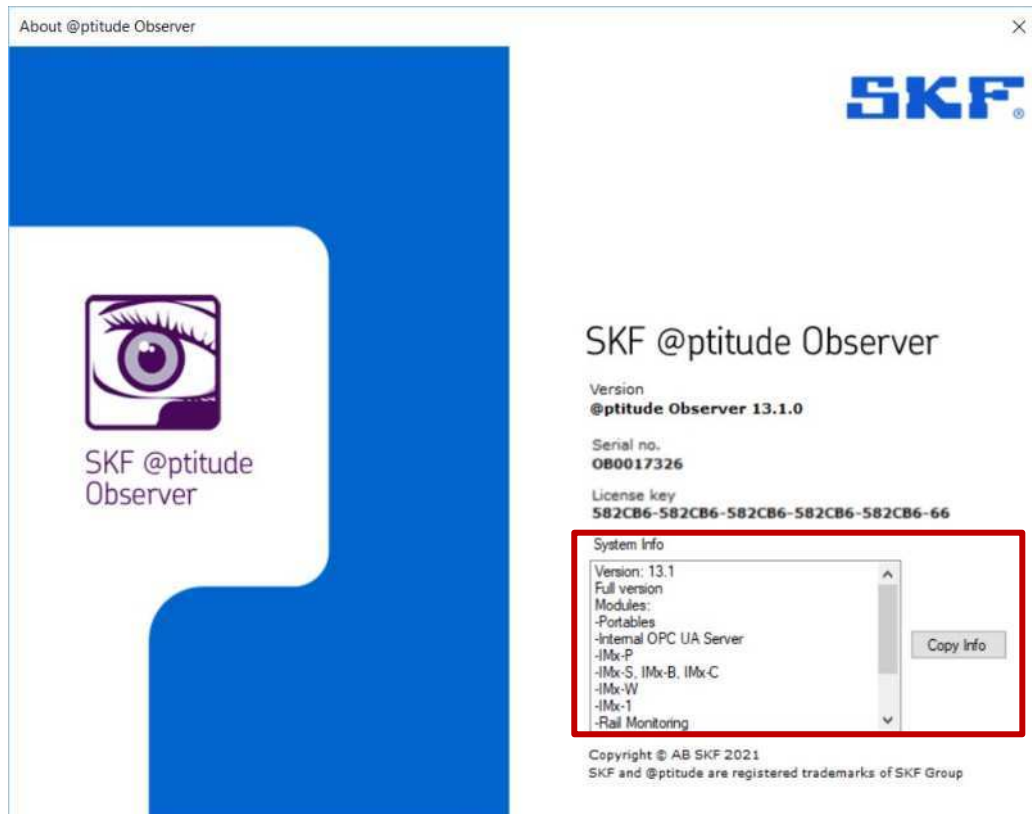 About @ptitude Observer
SKF®
SKF @ptitude
Observer
SKF @ptitude Observer
Version
@ptitude Observer 13.1.0
Serial no.
OB0017326
License key
582CB6-582CB6-582CB6-582CB6-582CB6-66
System Info
Version: 13.1
Full version
Modules:
-Portables
-Internal OPC UA Server
-IMx-P
-IMx-S, IMx-B, IMx-C
-IMx-W
-IMx-1
-Rail Monitoring
Copy Info
Copyright © AB SKF 2021
SKF and @ptitude are registered trademarks of SKF Group